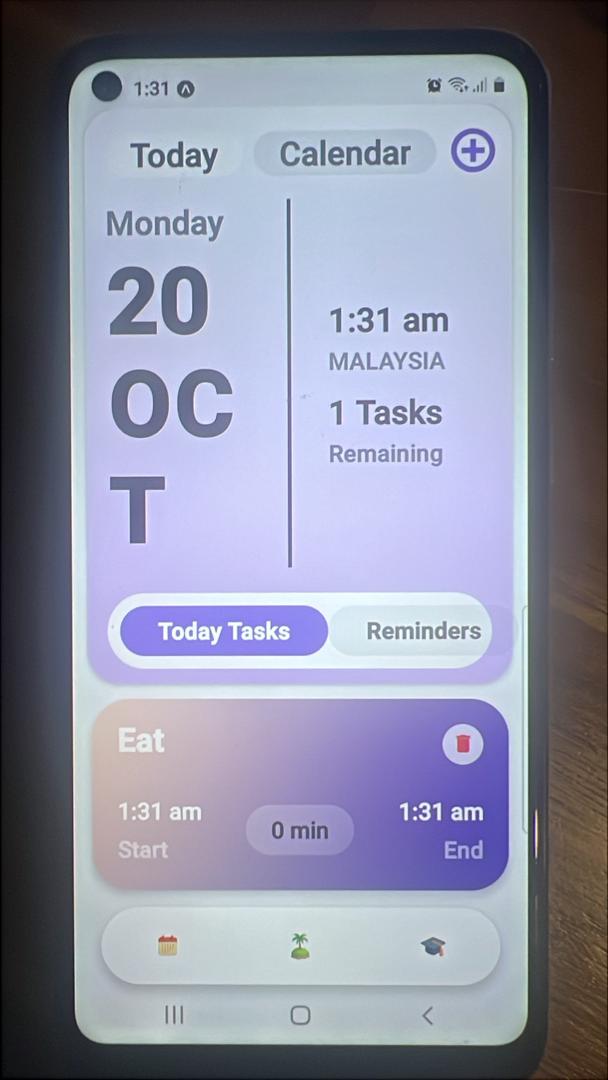 1:31
Today
Calendar
Monday
20
OC
T
1:31 am
MALAYSIA
1 Tasks
Remaining
Today Tasks
Reminders
Eat
1:31 am
Start
0 min
1:31 am
End